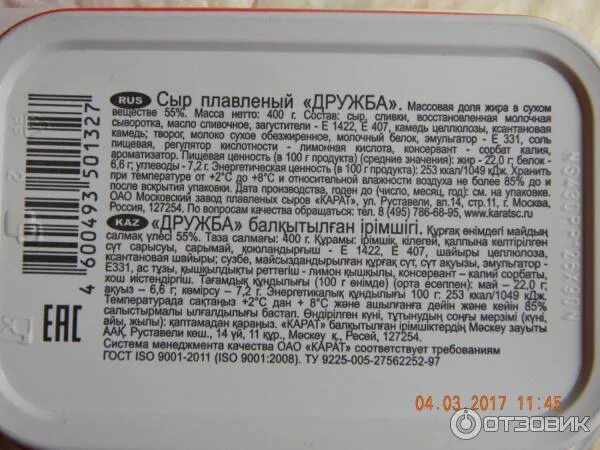 RUS Сыр плавленый «ДРУЖБА». Массовая доля жира в сухом
веществе 55%. Масса нетто: 400 г. Состав: сыр, сливки, восстановленная молочная
сыворотка, масло сливочное, загустители - Е 1422, Е 407, камедь целлюлозы, ксантановая
камедь; творог, молоко сухое обезжиренное, молочный белок, эмульгатор - Е 331, соль
пищевая, регулятор кислотности - лимонная кислота, консервант - сорбат калия,
ароматизатор. Пищевая ценность (в 100 г продукта) (средние значения): жир - 22,0 г; белок -
6,6 г; углеводы - 7,2 г. Энергетическая ценность (в 100 г продукта): 253 ккал/1049 кДж. Хранить
при температуре от +2°С до +8°С и относительной влажности воздуха не более 85% до и
после вскрытия упаковки. Дата производства, годен до (число, месяц, год): см. на упаковке.
ОАО Московский завод плавленых сыров «КАРАТ», ул. Руставели, вл.14, стр.11, г. Москва,
Россия, 127254. По вопросам качества обращаться: тел. 8 (495) 786-68-95, www.karatsc.ru
KAZ «ДРУЖБА» балқытылған ірімшігі. Құрғақ өнімдегі майдың
салмақ үлесі 55%. Таза салмағы: 400 г. Құрамы: ірімшік, кілегей, қалпына келтірілген
сүт сарысуы, сарымай, қоюландырғыш - Е 1422, Е 407, шайыры целлюлоза,
ксантановая шайыры; сузбе, майсыздандырылған құрғақ сүт, сүт ақуызы, эмульгатор -
Е331, ас тұзы, қышқылдықты реттегіш - лимон қышқылы, консервант – калий сорбаты,
хош иістендіргіш. Тағамдық құндылығы (100 г өнімде) (орта есеппен): май – 22,0 г;
ақуыз – 6,6 г; көмірсу – 7,2 г. Энергетикалық құндылығы 100 г: 253 ккал/1049 кДж.
Температурада сақтаңыз +2°С дан + 8°С және ашылғанға дейін және кейін 85%
салыстырмалы ылғалдылығы бастап. Өндірілген күні, тұтынудың соңғы мерзімі (күні,
айы, жылы): каптамадан қараңыз. «КАРАТ» балқытылған ірімшіктердің Мәскеу зауыты
ААҚ. Руставели көш., 14 үй, 11 құр., Мәскеу қ., Ресей, 127254.
Система менеджмента качества ОАО «КАРАТ» соответствует требованиям
ГОСТ ISO 9001-2011 (ISO 9001:2008). ТУ 9225-005-27562252-97
4 600493 501327
ЕАС
04.03.2017 11:45
ОТЗОВИК